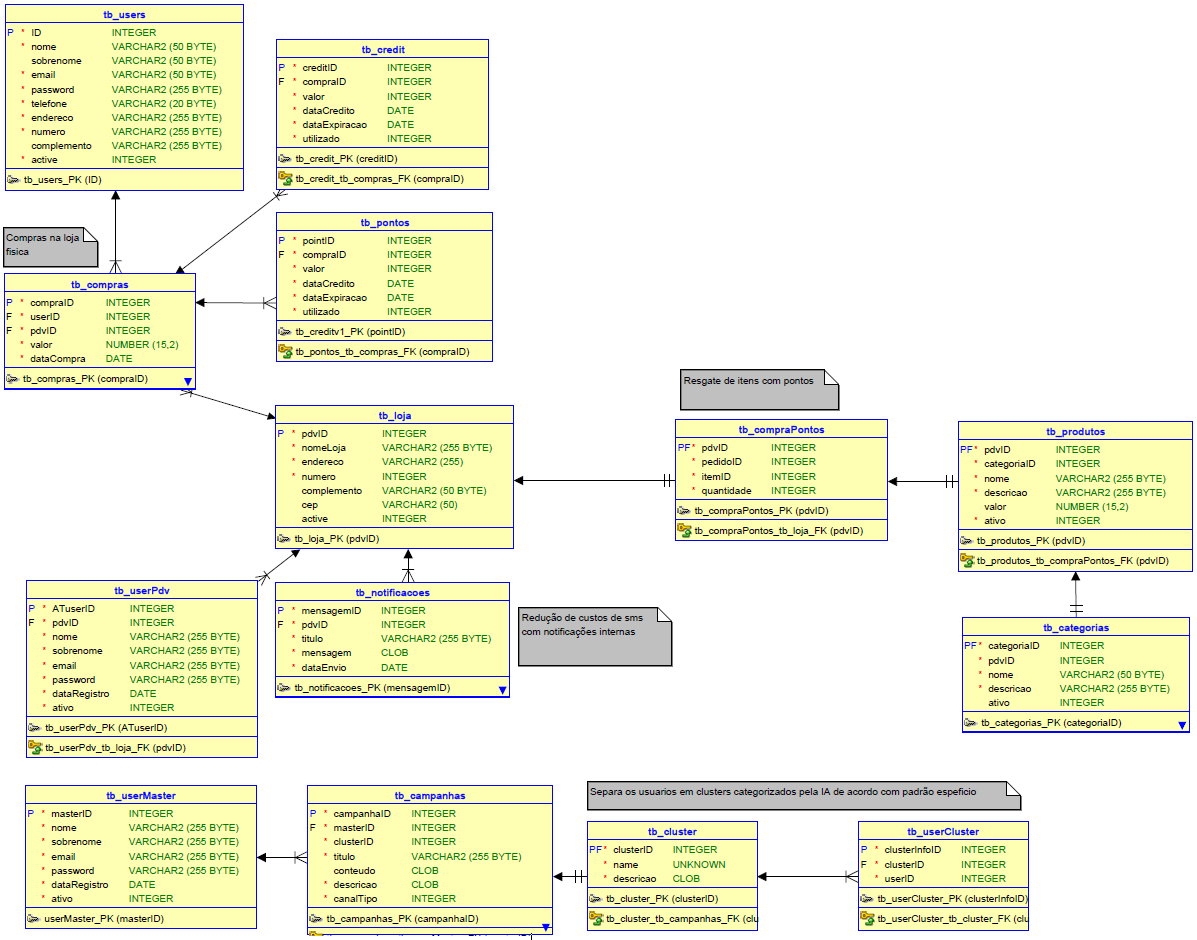 tb_users
P * ID INTEGER
* nome VARCHAR2 (50 BYTE)
sobrenome VARCHAR2 (50 BYTE)
* email VARCHAR2 (50 BYTE)
* password VARCHAR2 (255 BYTE)
* telefone VARCHAR2 (20 BYTE)
* endereco VARCHAR2 (255 BYTE)
* numero VARCHAR2 (255 BYTE)
complemento VARCHAR2 (255 BYTE)
* active INTEGER
tb_users_PK (ID)
tb_credit
P * creditID INTEGER
F * compraID INTEGER
* valor INTEGER
* dataCredito DATE
* dataExpiracao DATE
* utilizado INTEGER
tb_credit_PK (creditID)
tb_credit_tb_compras_FK (compraID)
Compras na loja
fisica
tb_pontos
P * pointID INTEGER
F * compraID INTEGER
* valor INTEGER
* dataCredito DATE
* dataExpiracao DATE
* utilizado INTEGER
tb_creditv1_PK (pointID)
tb_pontos_tb_compras_FK (compraID)
tb_compras
P * compraID INTEGER
F * userID INTEGER
F * pdvID INTEGER
* valor NUMBER (15,2)
* dataCompra DATE
tb_compras_PK (compraID)
tb_loja
P * pdvID INTEGER
* nomeLoja VARCHAR2 (255 BYTE)
* endereco VARCHAR2 (255)
* numero INTEGER
complemento VARCHAR2 (50 BYTE)
cep VARCHAR2 (50)
active INTEGER
tb_loja_PK (pdvID)
Resgate de itens com pontos
tb_compraPontos
PF* pdvID INTEGER
* pedidoID INTEGER
* itemID INTEGER
* quantidade INTEGER
tb_compraPontos_PK (pdvID)
tb_compraPontos_tb_loja_FK (pdvID)
tb_produtos
PF* pdvID INTEGER
* categoriaID INTEGER
* nome VARCHAR2 (255 BYTE)
* descricao VARCHAR2 (255 BYTE)
valor NUMBER (15,2)
* ativo INTEGER
tb_produtos_PK (pdvID)
tb_produtos_tb_compraPontos_FK (pdvID)
tb_userPdv
P * ATuserID INTEGER
F * pdvID INTEGER
* nome VARCHAR2 (255 BYTE)
* sobrenome VARCHAR2 (255 BYTE)
* email VARCHAR2 (255 BYTE)
* password VARCHAR2 (255 BYTE)
* dataRegistro DATE
* ativo INTEGER
tb_userPdv_PK (ATuserID)
tb_userPdv_tb_loja_FK (pdvID)
tb_notificacoes
P * mensagemID INTEGER
F * pdvID INTEGER
* titulo VARCHAR2 (255 BYTE)
* mensagem CLOB
* dataEnvio DATE
tb_notificacoes_PK (mensagemID)
Redução de custos de sms
com notificações internas
tb_categorias
PF* categoriaID INTEGER
* pdvID INTEGER
* nome VARCHAR2 (50 BYTE)
* descricao VARCHAR2 (255 BYTE)
ativo INTEGER
tb_categorias_PK (categoriaID)
tb_userMaster
P * masterID INTEGER
* nome VARCHAR2 (255 BYTE)
* sobrenome VARCHAR2 (255 BYTE)
* email VARCHAR2 (255 BYTE)
* password VARCHAR2 (255 BYTE)
* dataRegistro DATE
* ativo INTEGER
userMaster_PK (masterID)
tb_campanhas
P * campanhaID INTEGER
F * masterID INTEGER
* clusterID INTEGER
* titulo VARCHAR2 (255 BYTE)
conteudo CLOB
* descricao CLOB
* canalTipo INTEGER
tb_campanhas_PK (campanhaID)
Separa os usuarios em clusters categorizados pela IA de acordo com padrão espeficio
tb_cluster
PF* clusterID INTEGER
* name UNKNOWN
* descricao CLOB
tb_cluster_PK (clusterID)
tb_cluster_tb_campanhas_FK (clu
tb_userCluster
P * clusterInfoID INTEGER
F * clusterID INTEGER
* userID INTEGER
tb_userCluster_PK (clusterInfoID)
tb_userCluster_tb_cluster_FK (clu